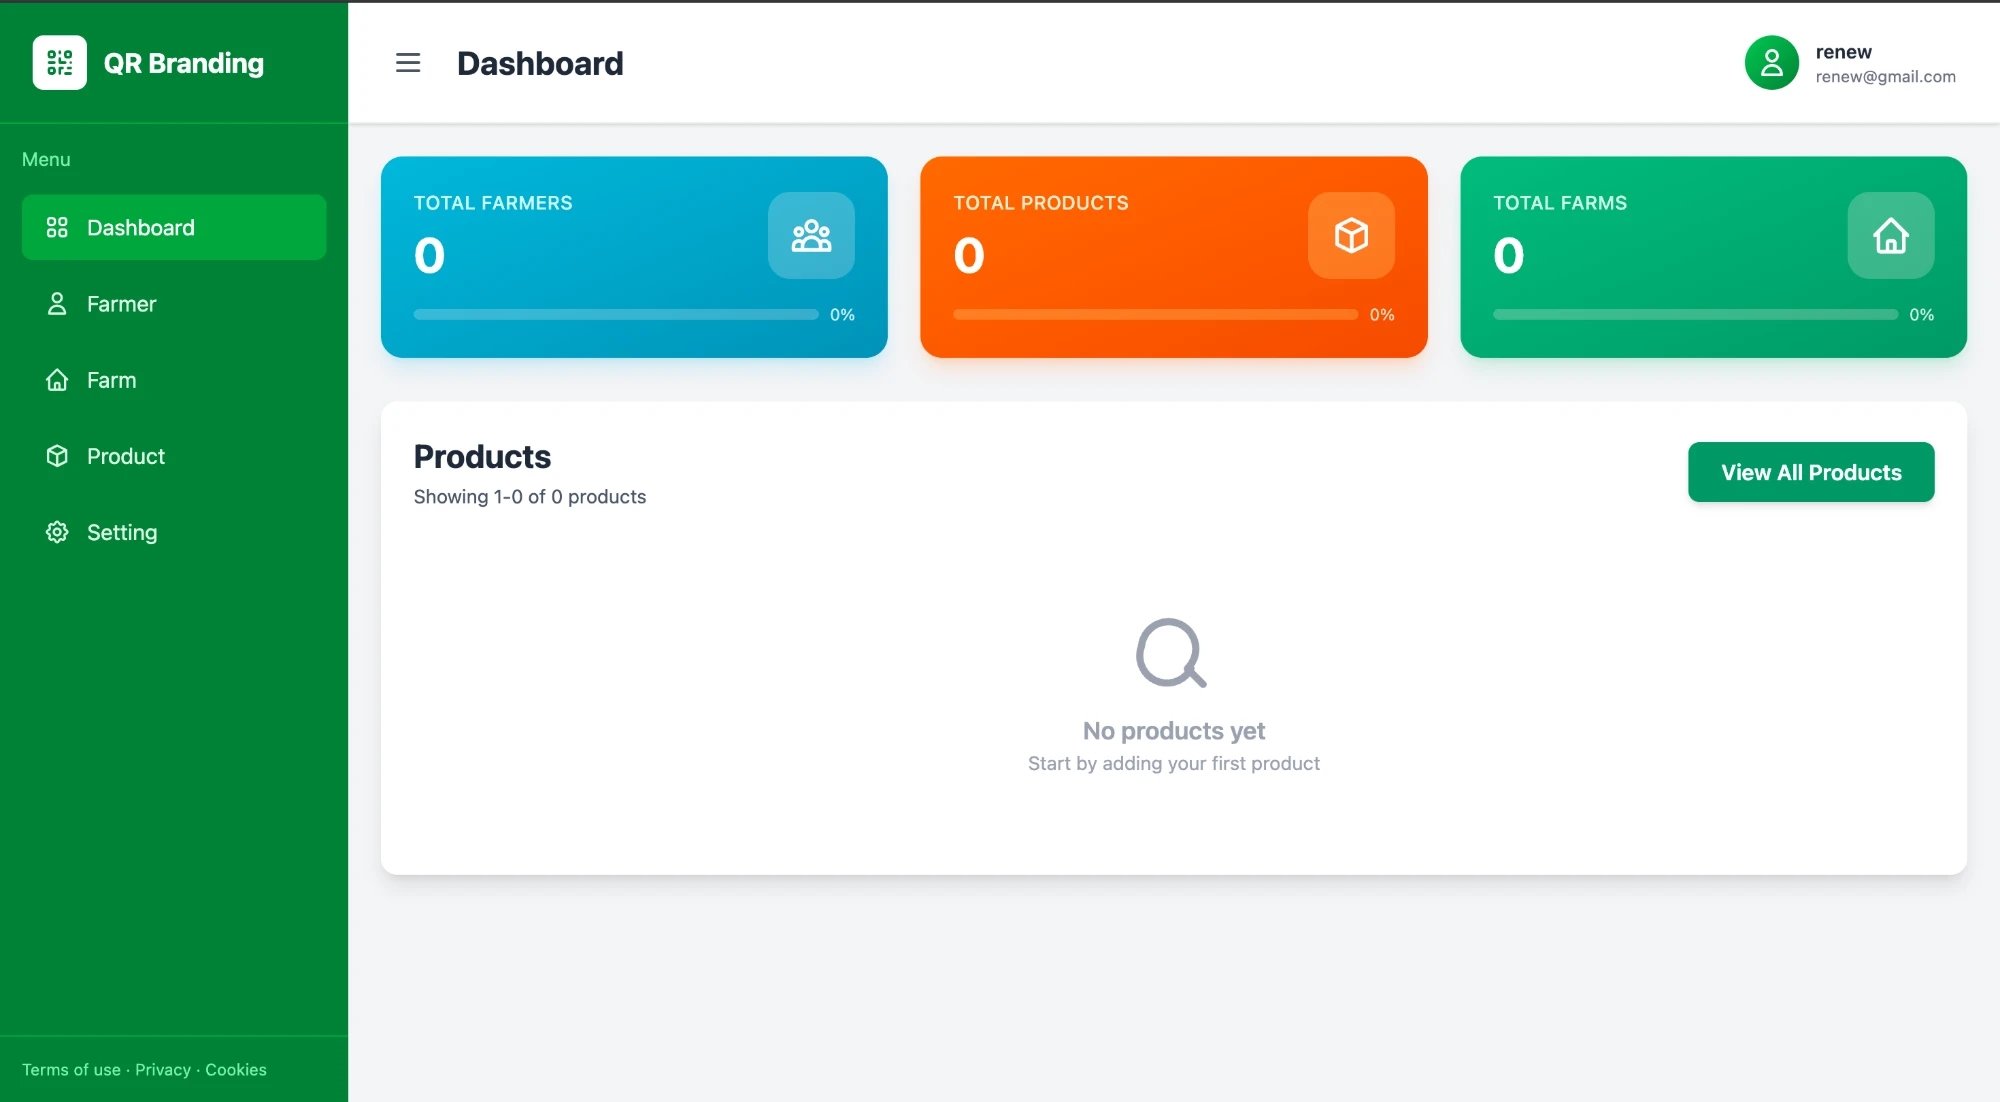 QR Branding
Menu
Dashboard
Farmer
Farm
Product
Setting
Terms of use · Privacy · Cookies
Dashboard
renew
renew@gmail.com
TOTAL FARMERS
0
0%
TOTAL PRODUCTS
0
0%
TOTAL FARMS
0
0%
Products
Showing 1-0 of 0 products
View All Products
No products yet
Start by adding your first product